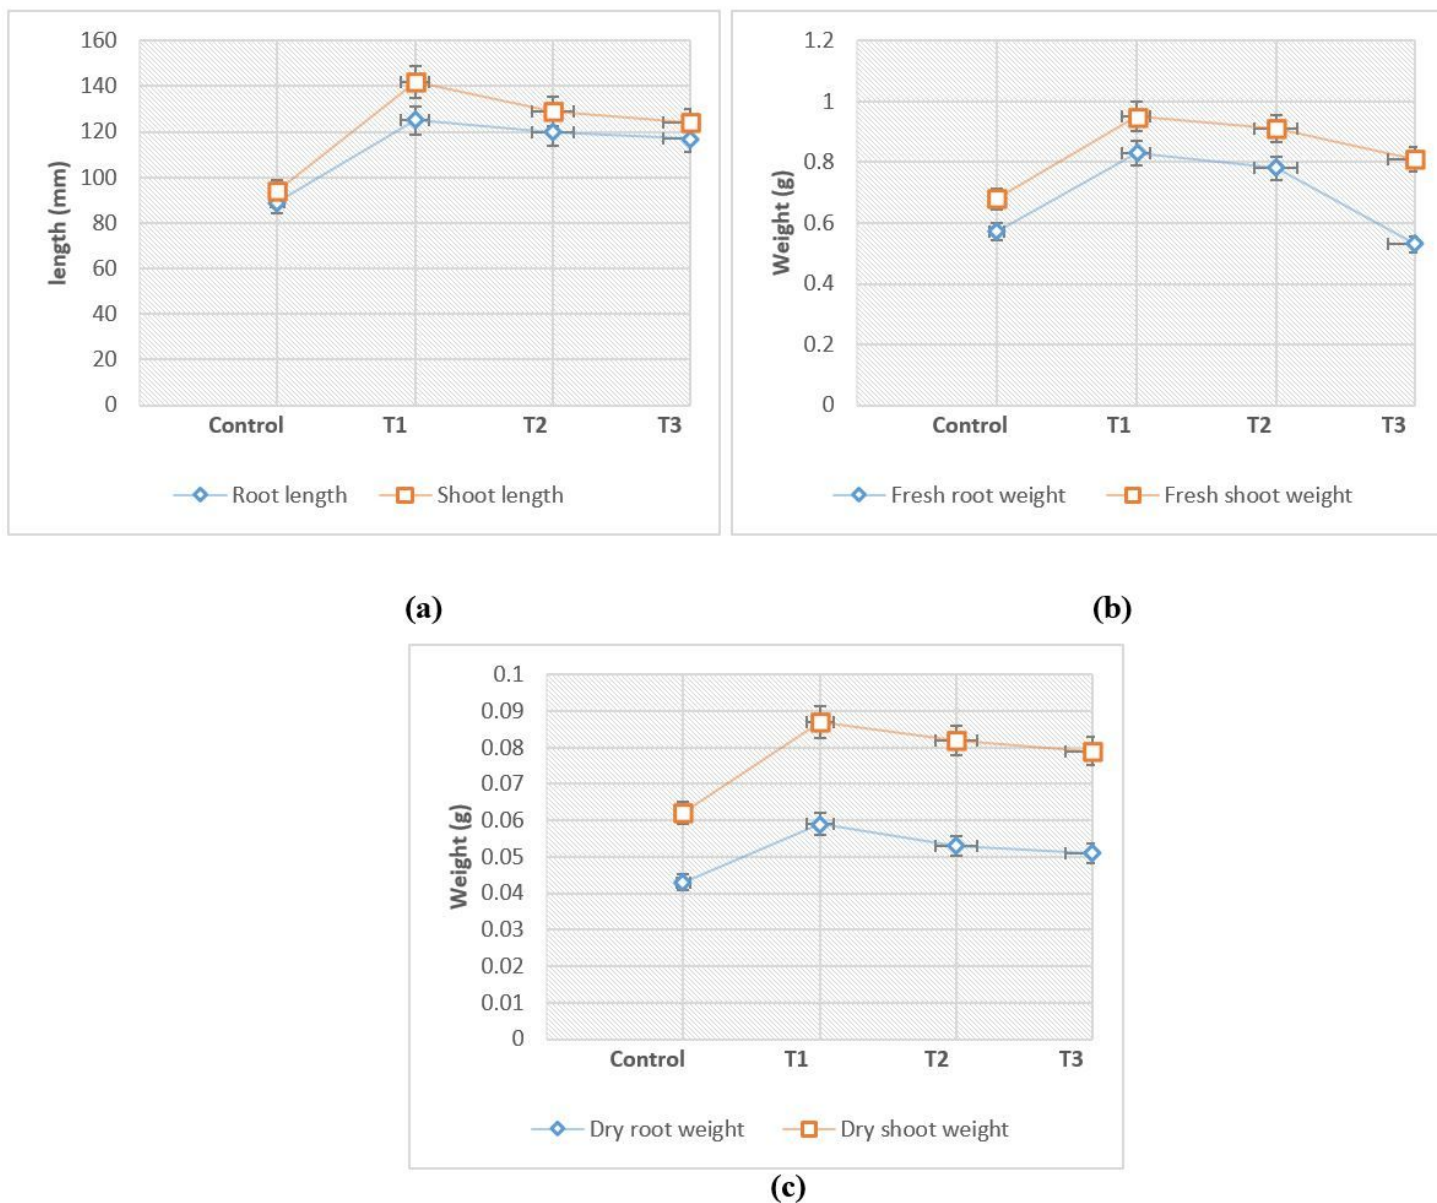 160
140
120
100
80
60
40
20
0
length (mm)
Control T1 T2 T3
Root length Shoot length
1.2
1
0.8
0.6
0.4
0.2
0
Weight (g)
Control T1 T2 T3
Fresh root weight Fresh shoot weight
(a) (b)
0.1
0.09
0.08
0.07
0.06
0.05
0.04
0.03
0.02
0.01
0
Weight (g)
Control T1 T2 T3
Dry root weight Dry shoot weight
(c)